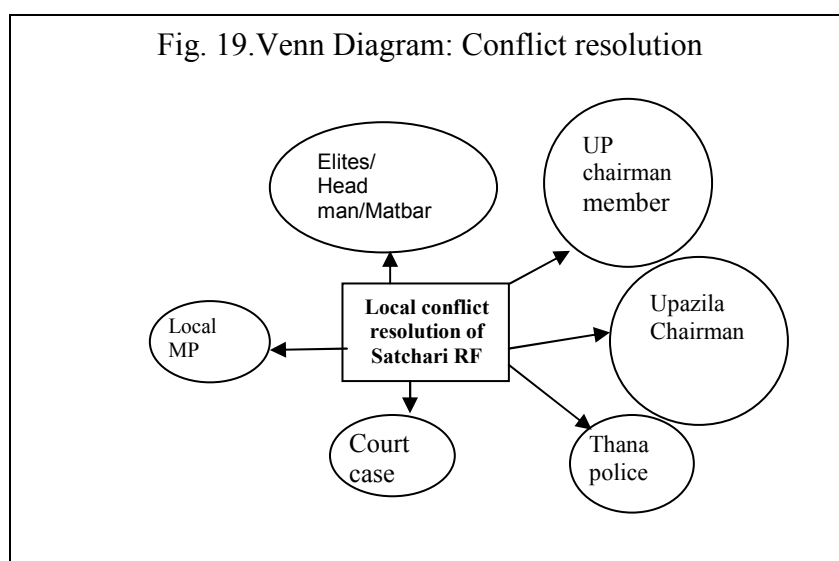 Fig. 19.Venn Diagram: Conflict resolution
Elites/
Head
man/Matbar
UP
chairman
member
Local
MP
Local conflict
resolution of
Satchari RF
Upazila
Chairman
Court
case
Thana
police